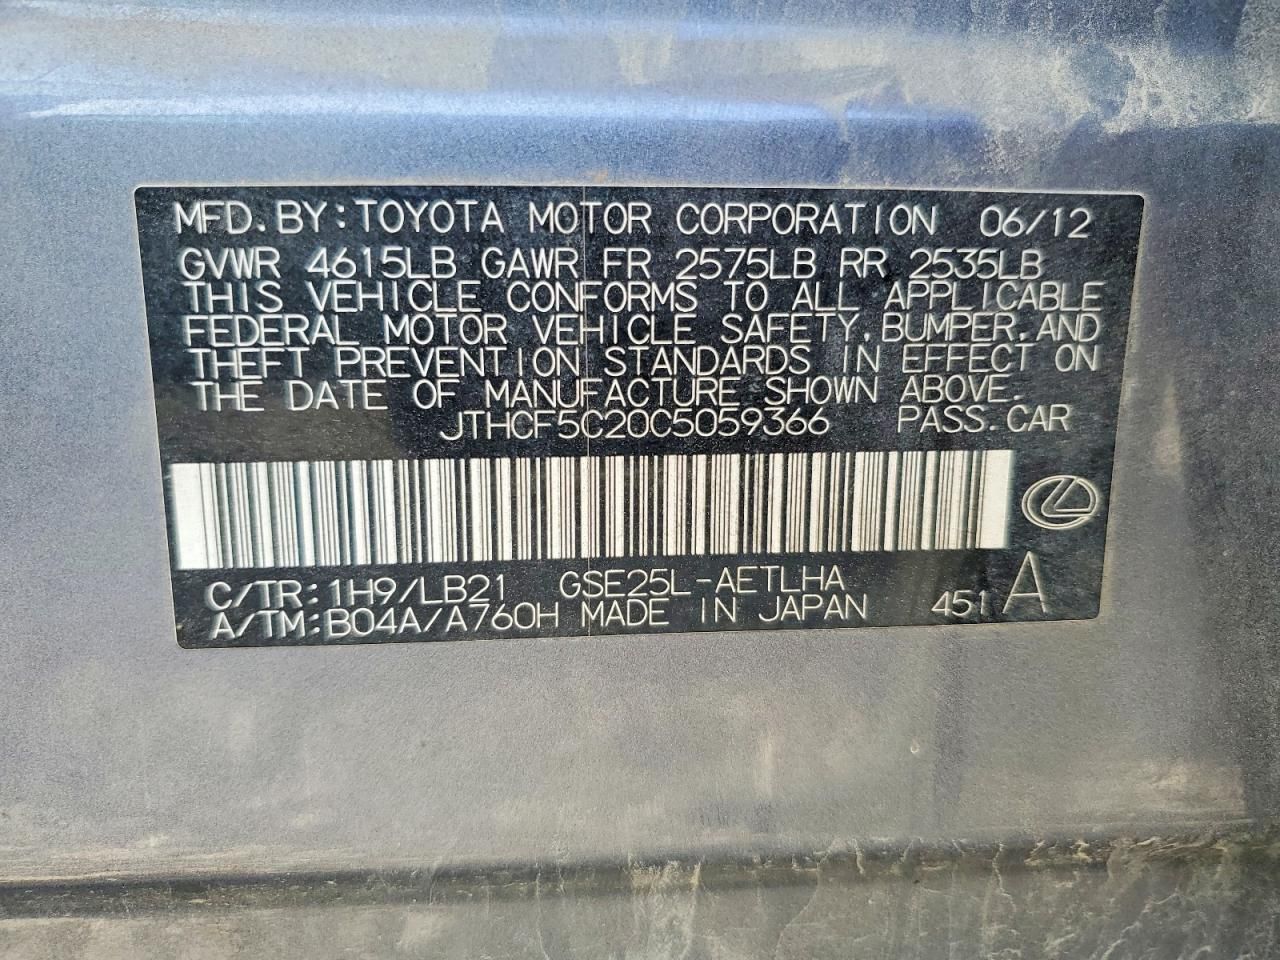 MFD.BY:TOYOTA MOTOR CORPORATION 06/12
GVWR 4615LB GAWR FR 2575LB RR 2535LB
THIS VEHICLE CONFORMS TO ALL APPLICABLE
FEDERAL MOTOR VEHICLE SAFETY,BUMPER,AND
THEFT PREVENTION STANDARDS IN EFFECT ON
THE DATE OF MANUFACTURE SHOWN ABOVE.
JTHCF5C20C5059366 PASS.CAR
C/TR:1H9/LB21 GSE25L-AETLHA
A/TM:B04A/A760H MADE IN JAPAN 451 A